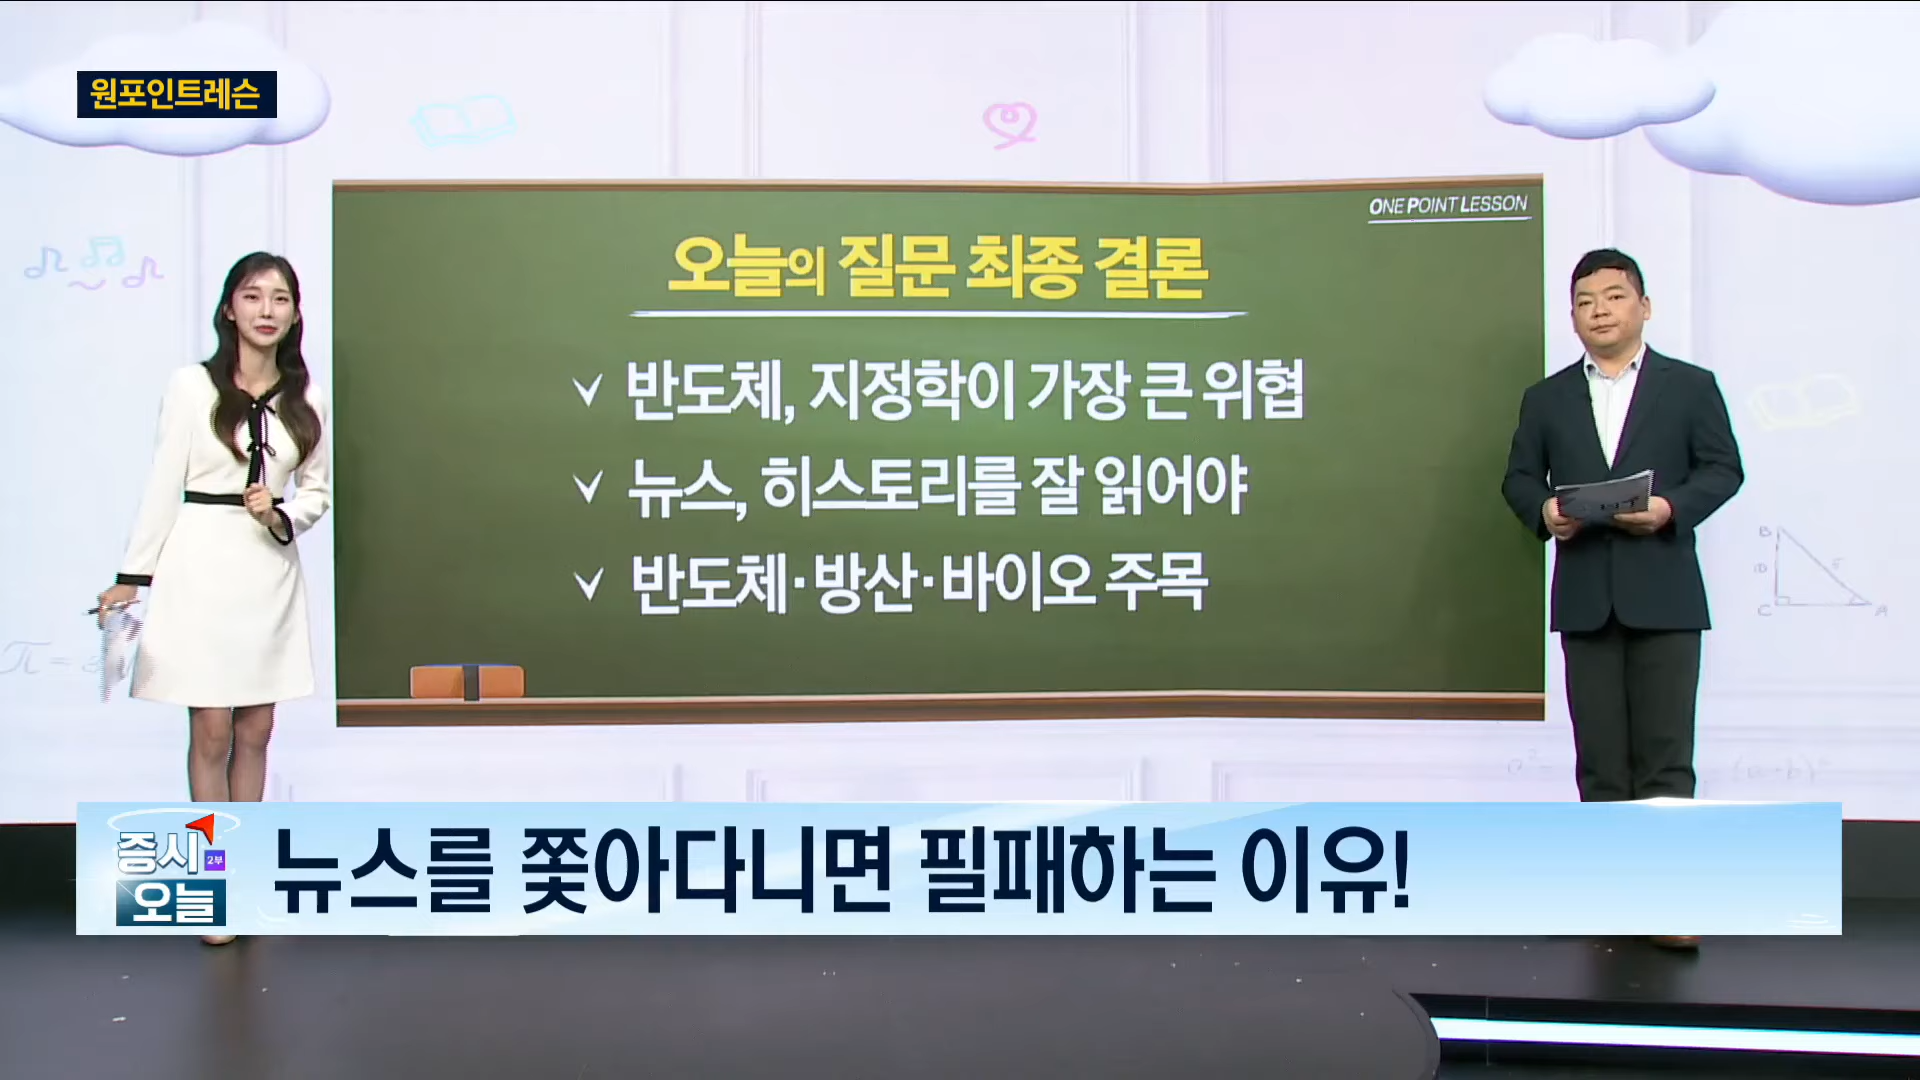 원포인트레슨
ONE POINT LESSON
오늘의 질문 최종 결론
반도체, 지정학이 가장 큰 위협
뉴스, 히스토리를 잘 읽어야
반도체·방산·바이오 주목
B
5
D
C
A
증시
2부
오늘
뉴스를 쫓아다니면 필패하는 이유!